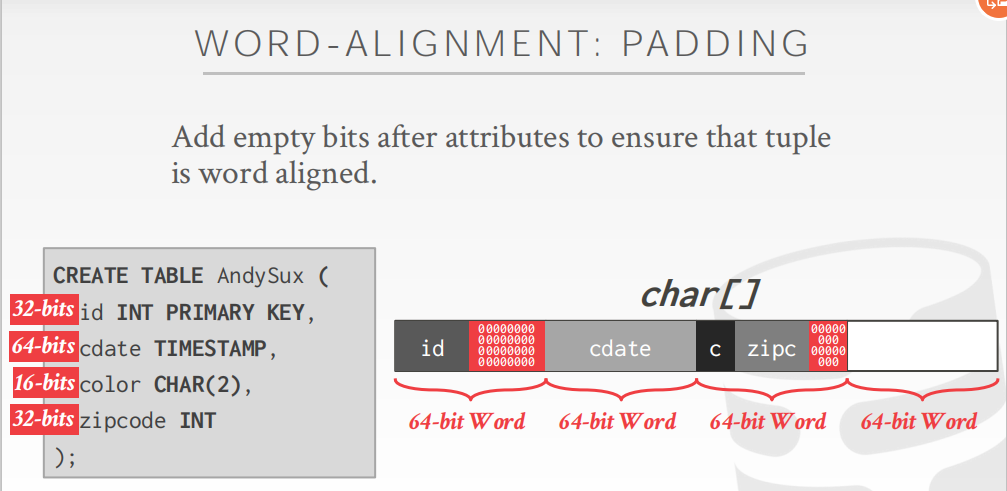 WORD-ALIGNMENT: PADDING
Add empty bits after attributes to ensure that tuple
is word aligned.
CREATE TABLE AndySux (
32-bits id INT PRIMARY KEY,
64-bits cdate TIMESTAMP,
16-bits color CHAR(2),
32-bits zipcode INT
);
char[]
id
00000000
00000000
00000000
00000000
cdate
c
zipc
00000
000
00000
000
64-bit Word 64-bit Word 64-bit Word 64-bit Word